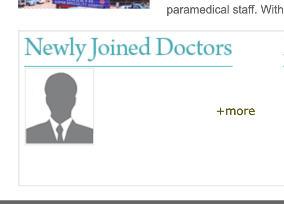 paramedical staff. With
Newly Joined Doctors
+more